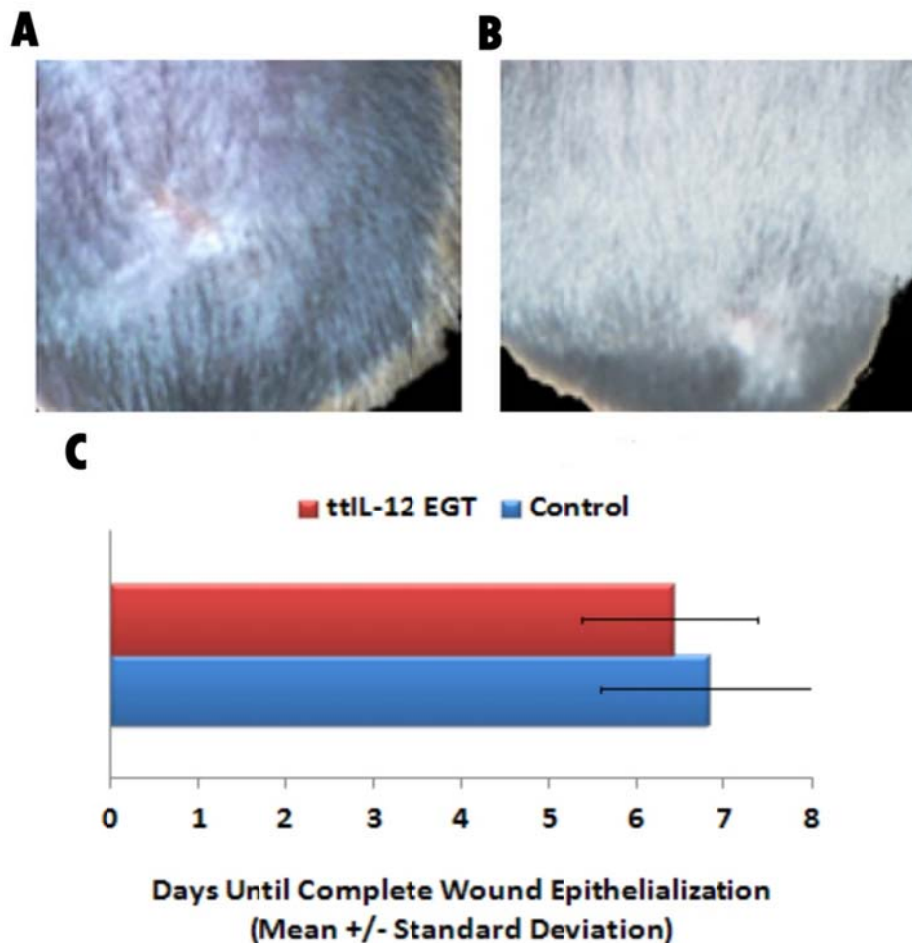 A
B
C
ttIL-12 EGT
Control
0 1 2 3 4 5 6 7 8
Days Until Complete Wound Epithelialization
(Mean +/- Standard Deviation)